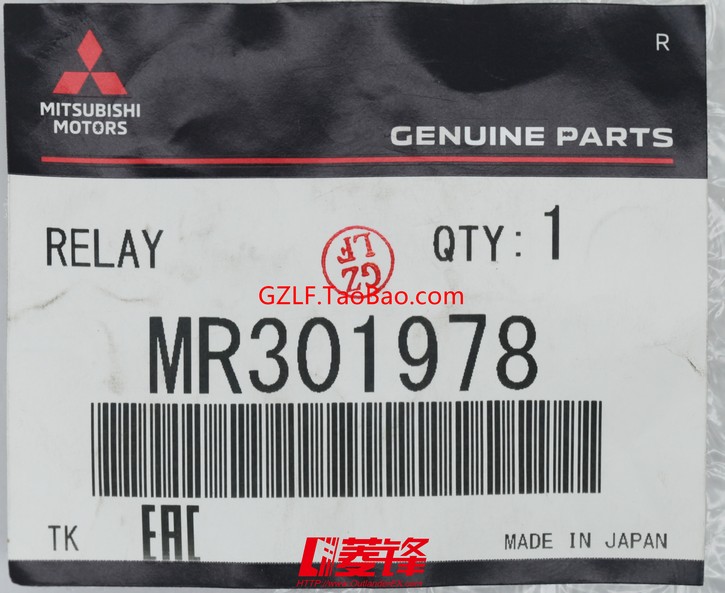 R
MITSUBISHI
MOTORS
GENUINE PARTS
RELAY
QTY: 1
GZ
LF
GZLF.TaoBao.com
MR301978
TK
EAC
菱锋
MADE IN JAPAN